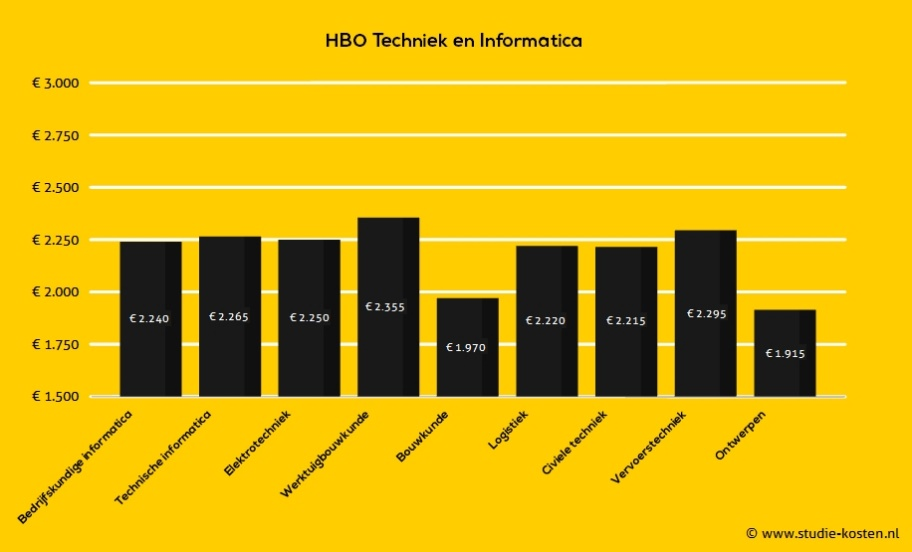 HBO Techniek en Informatica
€ 3.000
€ 2.750
€ 2.500
€ 2.250
€ 2.000
€ 1.750
€ 1.500
€ 2.240
€ 2.265
€ 2.250
€ 2.355
€ 1.970
€ 2.220
€ 2.215
€ 2.295
€ 1.915
Bedrijfskundige informatica
Technische informatica
Elektrotechniek
Werktuigbouwkunde
Bouwkunde
Logistiek
Civiele techniek
Vervoerstechniek
Ontwerpen
© www.studie-kosten.nl